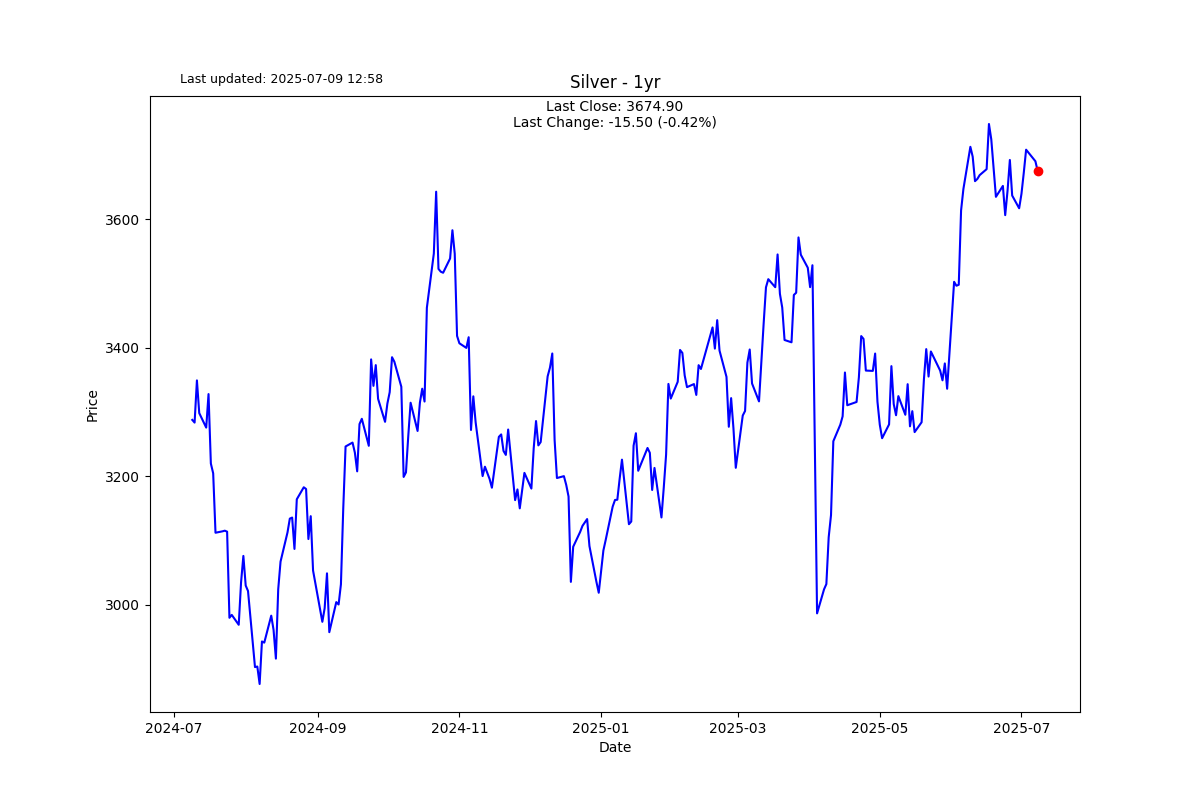 Last updated: 2025-07-09 12:58
Silver - 1yr
Last Close: 3674.90
Last Change: -15.50 (-0.42%)
Price
3600
3400
3200
3000
2024-07
2024-09
2024-11
2025-01
2025-03
2025-05
2025-07
Date